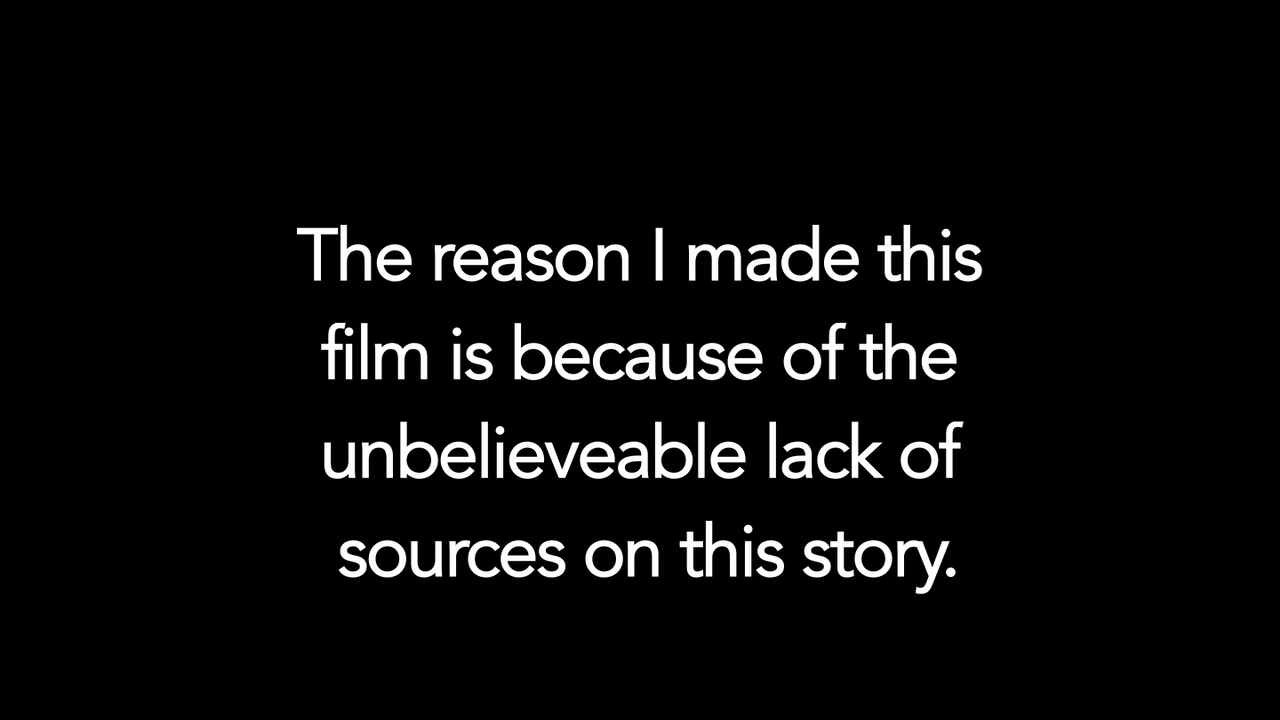 The reason I made this
film is because of the
unbelieveable lack of
sources on this story.